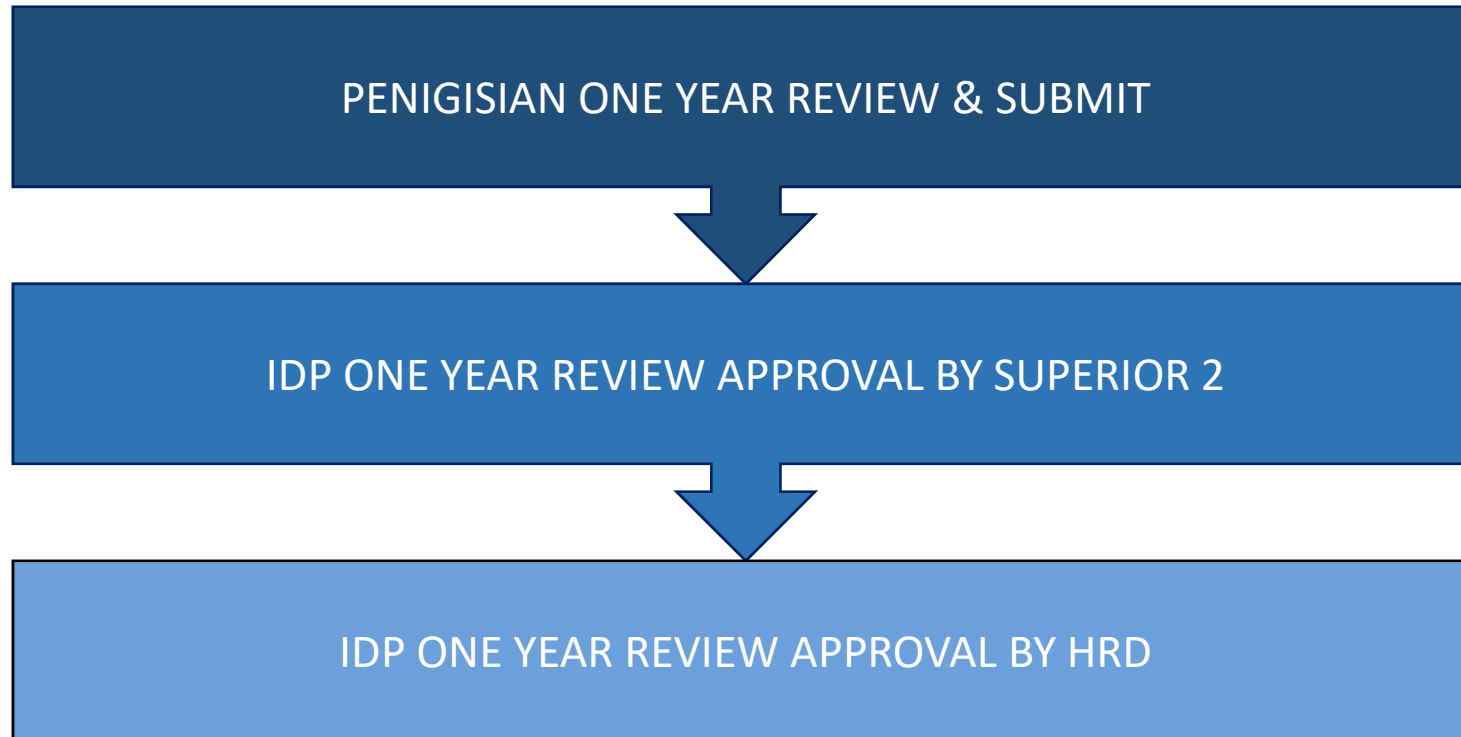 PENIGISIAN ONE YEAR REVIEW & SUBMIT
IDP ONE YEAR REVIEW APPROVAL BY SUPERIOR 2
IDP ONE YEAR REVIEW APPROVAL BY HRD